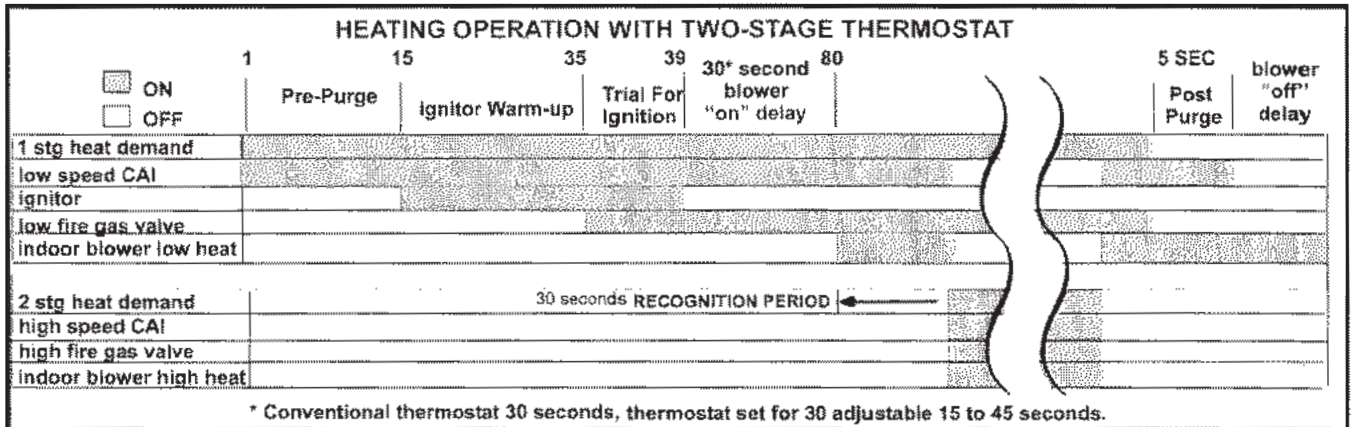 HEATING OPERATION WITH TWO-STAGE THERMOSTAT
1 15 35 39 80 5 SEC
ON
OFF
Pre-Purge
Ignitor Warm-up
Trial For
Ignition
30* second
blower
"on" delay
Post
Purge
blower
"off"
delay
1 stg heat demand
low speed CAI
ignitor
low fire gas valve
indoor blower low heat
2 stg heat demand
30 seconds RECOGNITION PERIOD
high speed CAI
high fire gas valve
indoor blower high heat
* Conventional thermostat 30 seconds, thermostat set for 30 adjustable 15 to 45 seconds.